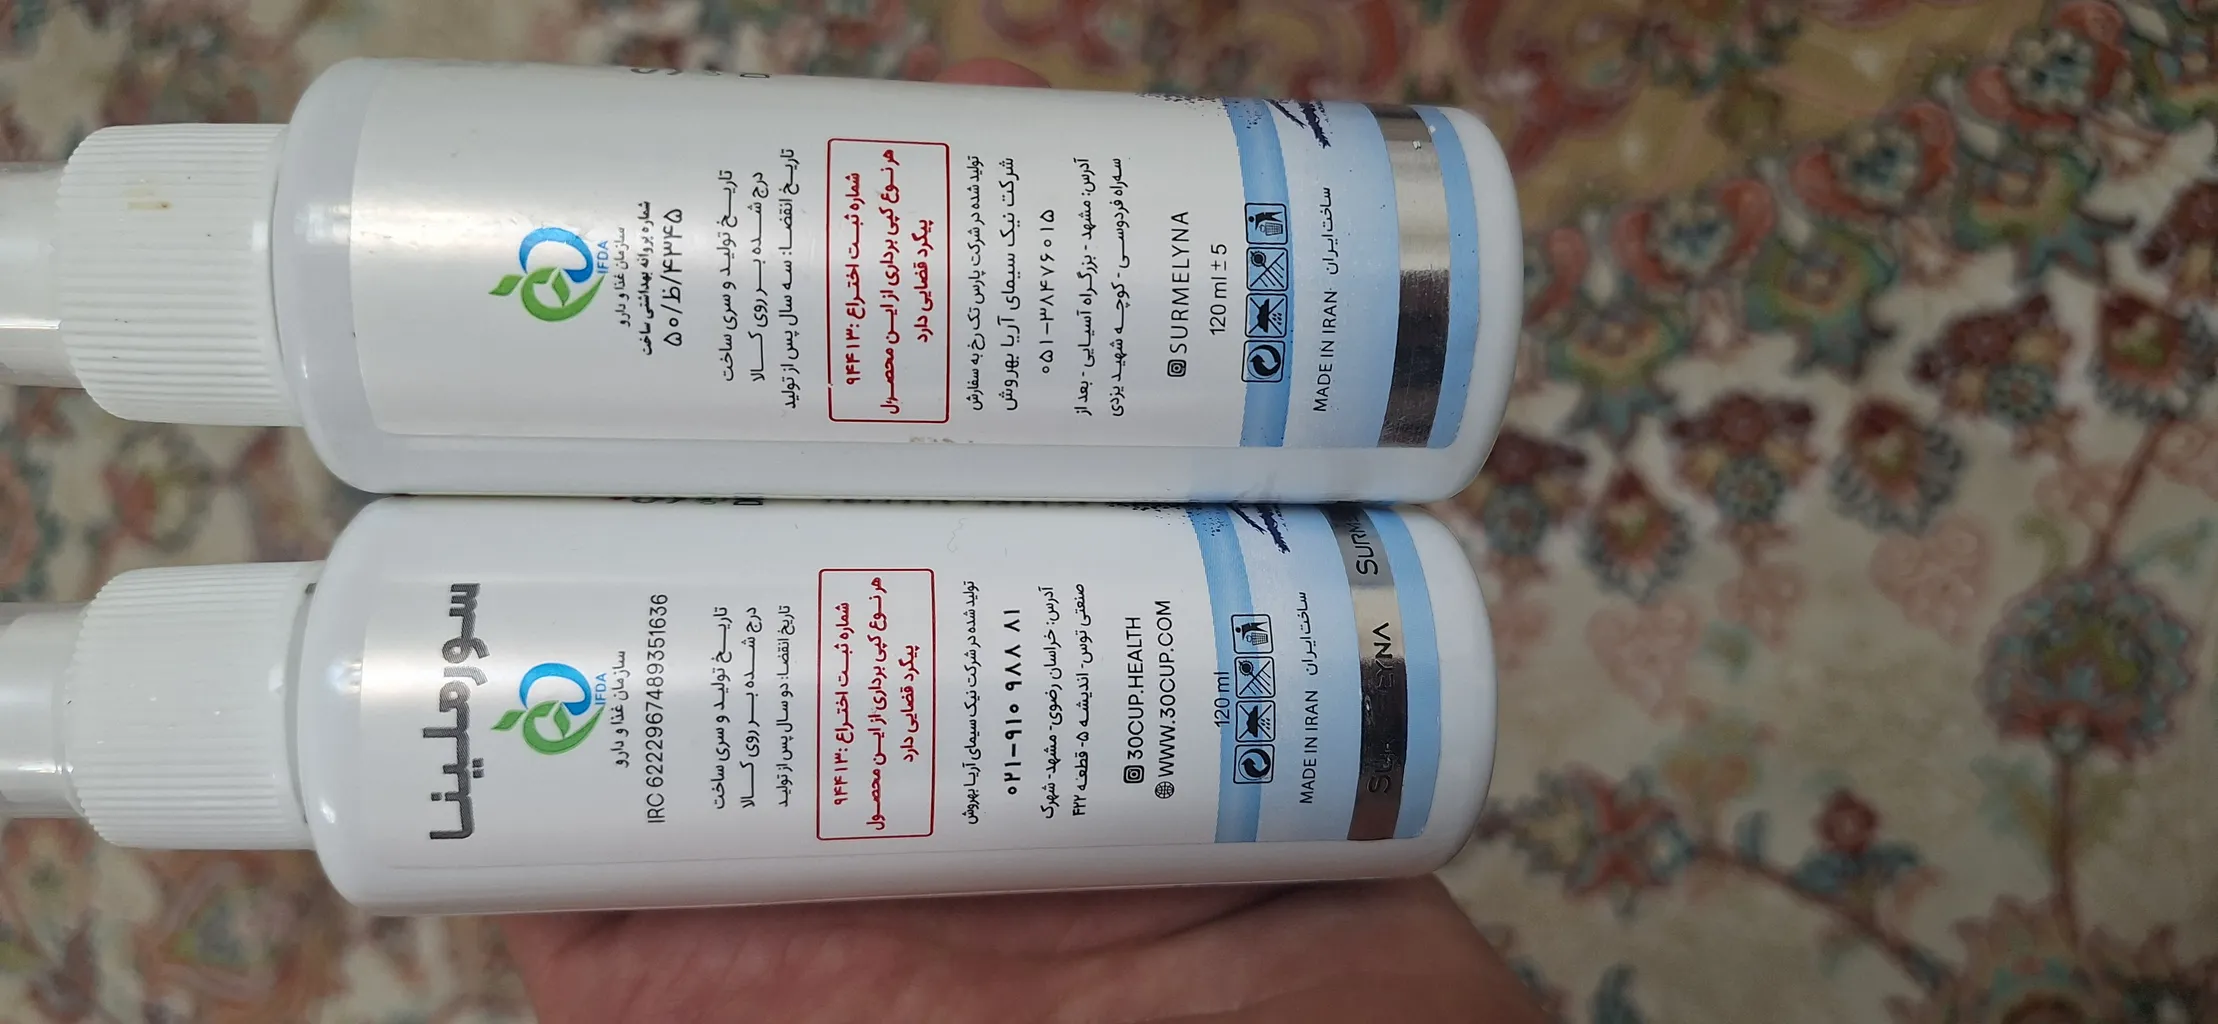 IFDA
سازمان غذا و دارو
شماره پروانه بهداشتی ساخت
۵۰/ظ/۴۳۴۵
تاریخ تولید و سری ساخت
درج شده بر روی کالا
تاریخ انقضا: سه سال پس از تولید
شماره ثبت اختراع: ۹۴۴۱۳
هر نوع کپی برداری از این محصول
پیگرد قضایی دارد
تولید شده در شرکت پارس تک رخ به سفارش
شرکت نیک سیمای آریا بهروش
۰۵۱-۳۸۴۷۶۰۱۵
آدرس: مشهد - بزرگراه آسیایی - بعد از
سه راه فردوسی - کوچه شهید یزدی
SURMELYNA
120 ml ± 5
MADE IN IRAN ساخت ایران
سورملینا
IFDA
سازمان غذا و دارو
IRC 6222967489351636
تاریخ تولید و سری ساخت
درج شده بر روی کالا
تاریخ انقضا: دو سال پس از تولید
شماره ثبت اختراع: ۹۴۴۱۳
هر نوع کپی برداری از این محصول
پیگرد قضایی دارد
تولید شده در شرکت نیک سیمای آریا بهروش
۰۲۱-۹۱۰ ۹۸۸ ۸۱
آدرس: خراسان رضوی- مشهد- شهرک
صنعتی توس- اندیشه ۵- قطعه F۲۲
30CUP.HEALTH
WWW.30CUP.COM
120 ml
MADE IN IRAN ساخت ایران